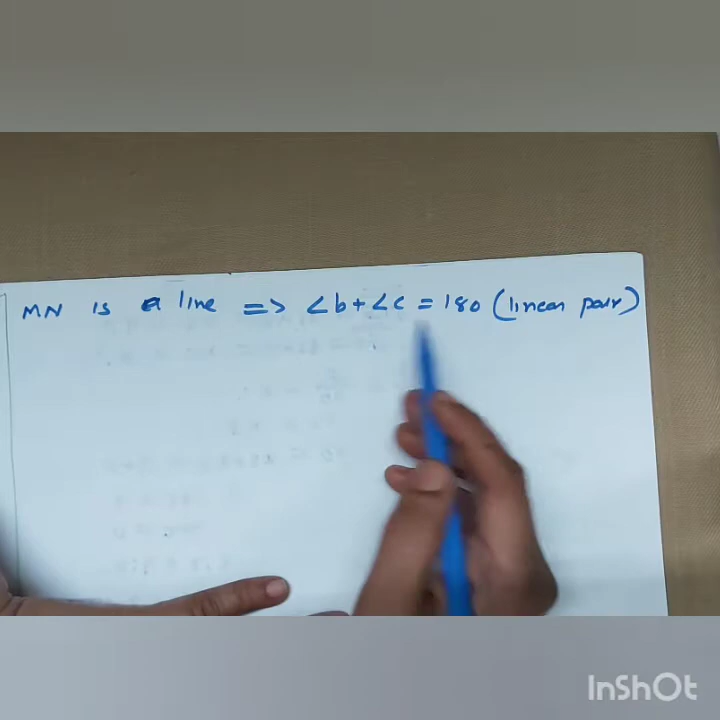 MN is a line => ∠b+∠c = 180 (linear pair)
InShOt